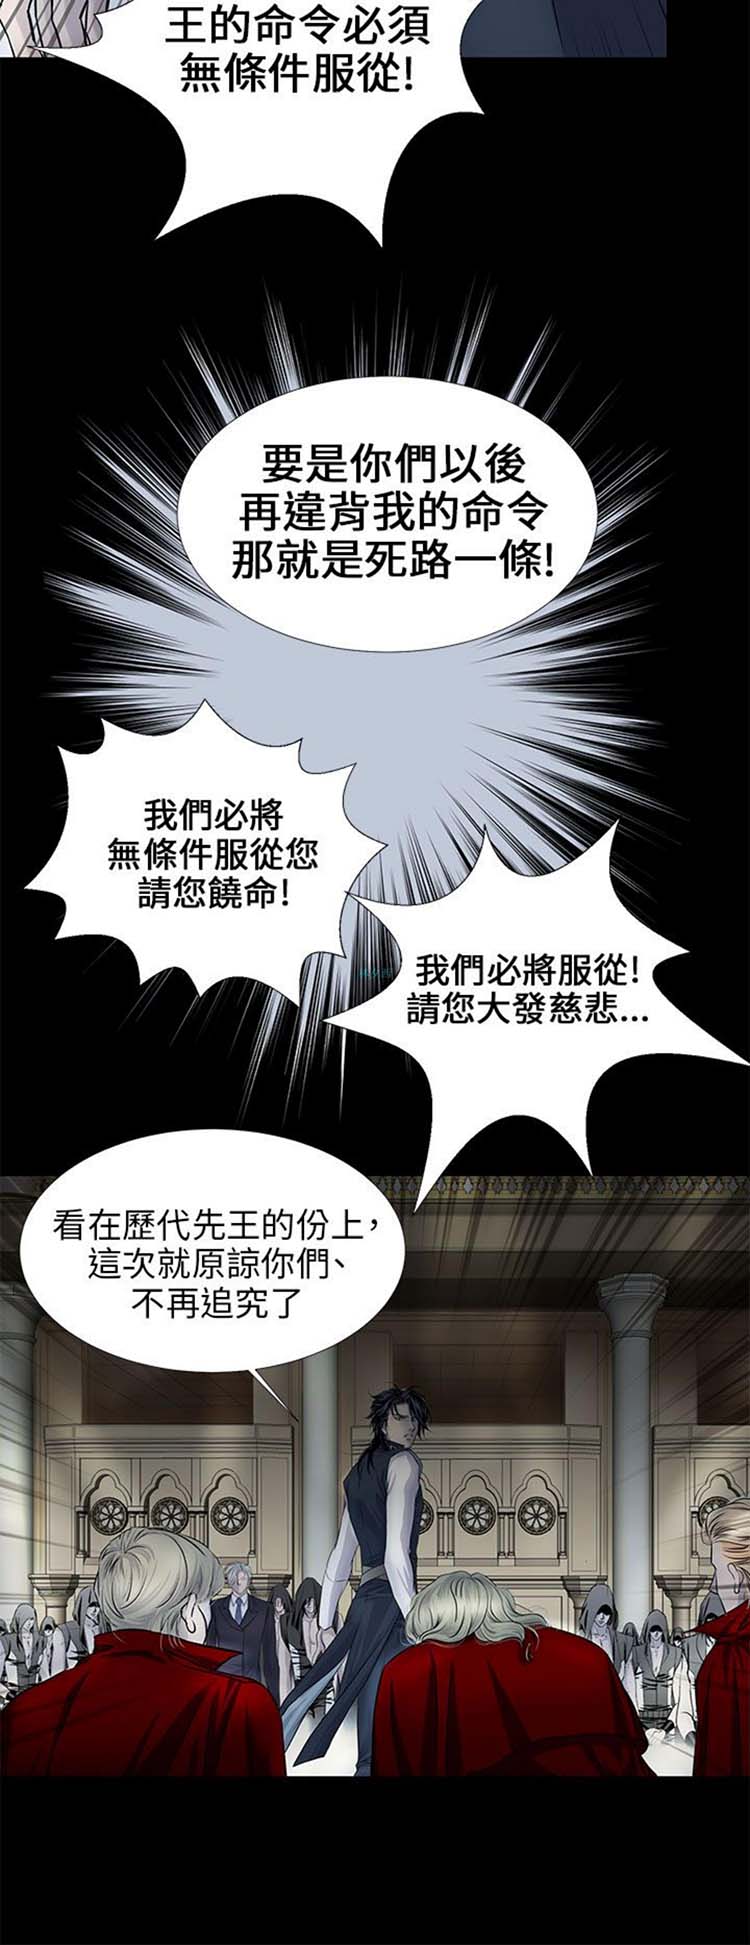 王的命令必須
無條件服從!
要是你們以後
再違背我的命令
那就是死路一條!
我們必將
無條件服從您
請您饒命!
我們必將服從!
請您大發慈悲...
看在歷代先王的份上，
這次就原諒你們、
不再追究了